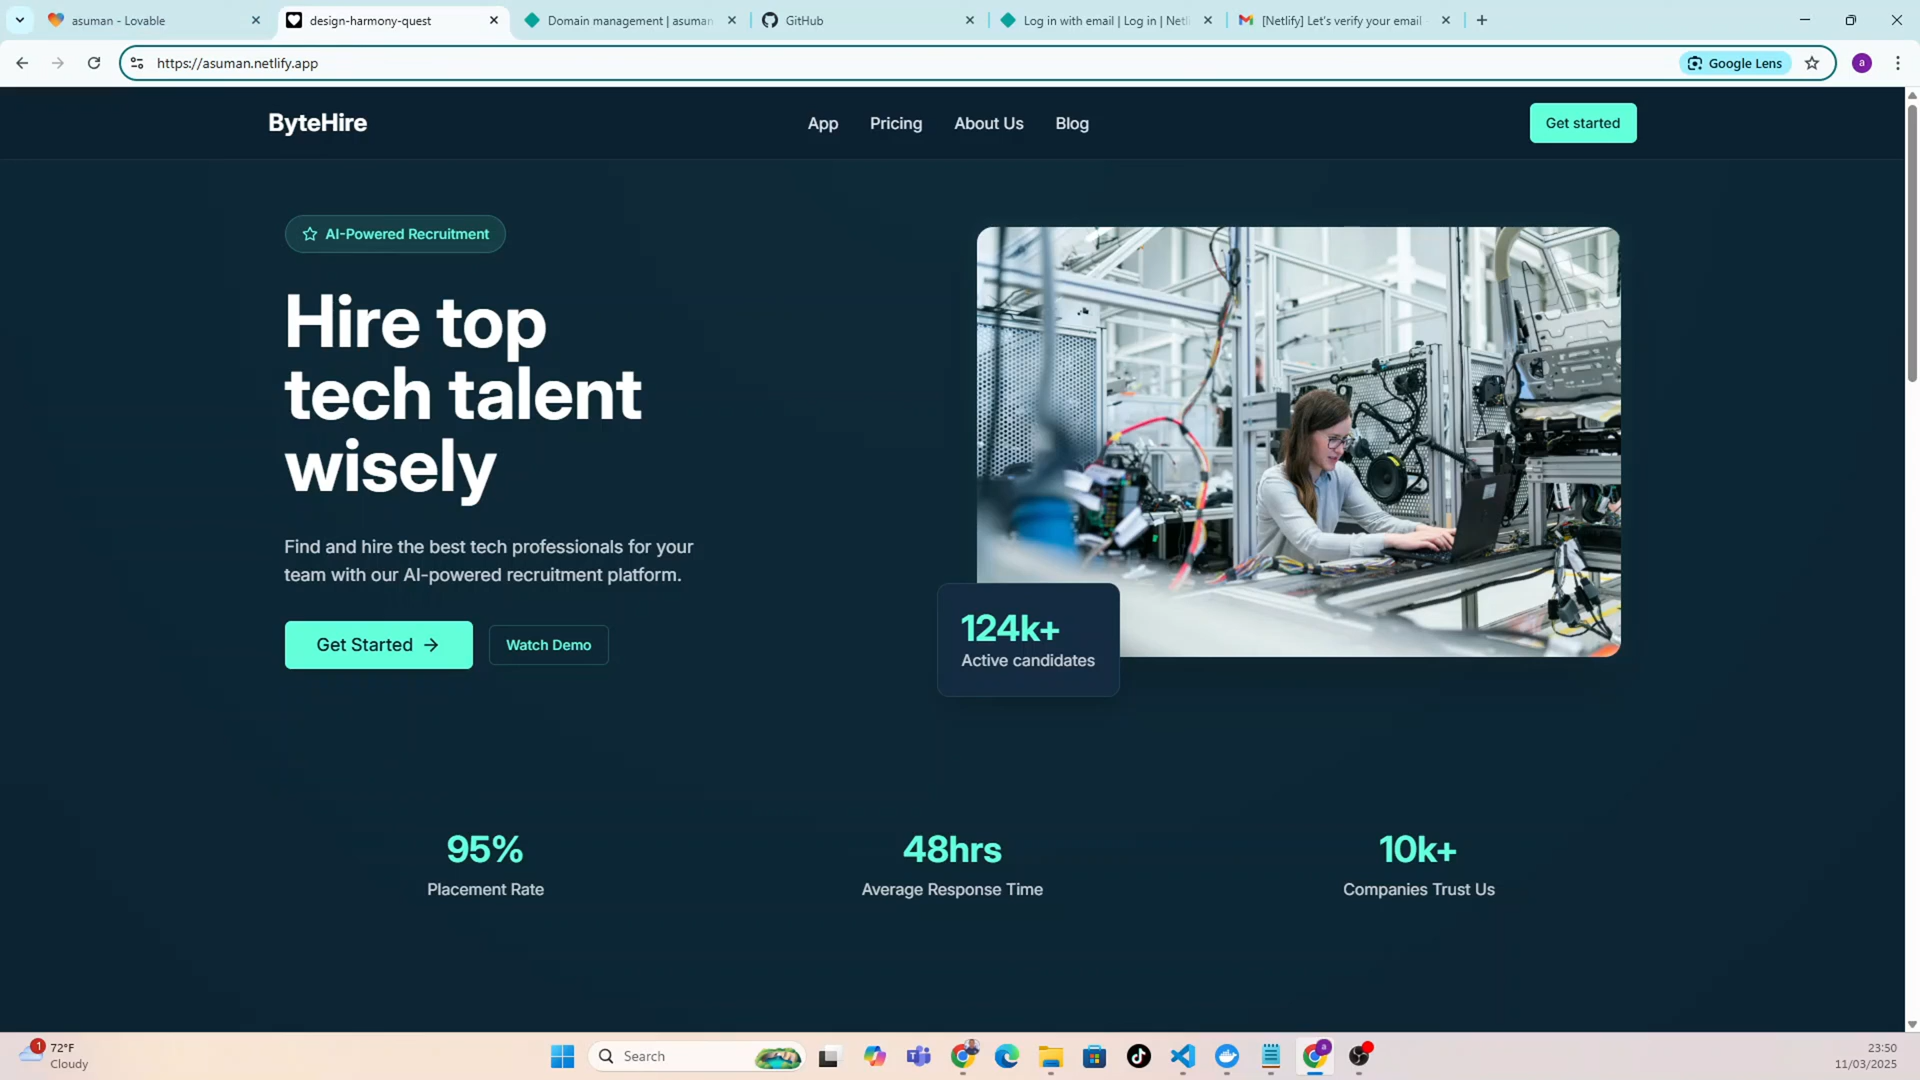 asuman - Lovable
design-harmony-quest
Domain management | asuman
GitHub
Log in with email | Log in | Netl
[Netlify] Let's verify your email
https://asuman.netlify.app
Google Lens
a
ByteHire
App
Pricing
About Us
Blog
Get started
AI-Powered Recruitment
Hire top
tech talent
wisely
Find and hire the best tech professionals for your
team with our AI-powered recruitment platform.
Get Started
Watch Demo
124k+
Active candidates
95%
Placement Rate
48hrs
Average Response Time
10k+
Companies Trust Us
1
72°F
Cloudy
Search
a
23:50
11/03/2025